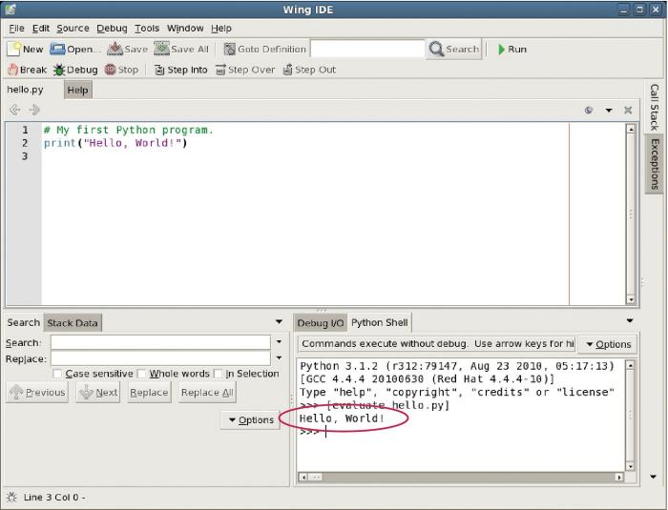 Wing IDE
File Edit Source Debug Tools Window Help
New Open... Save Save All Goto Definition Search Run
Break Debug Stop Step Into Step Over Step Out
hello.py Help
Call Stack
Exceptions
1 # My first Python program.
2 print("Hello, World!")
3
Search Stack Data
Search:
Replace:
Case sensitive Whole words In Selection
Previous Next Replace Replace All
Options
Debug I/O Python Shell
Commands execute without debug. Use arrow keys for hi Options
Python 3.1.2 (r312:79147, Aug 23 2010, 05:17:13)
[GCC 4.4.4 20100630 (Red Hat 4.4.4-10)]
Type "help", "copyright", "credits" or "license"
>>> [evaluate hello.py]
Hello, World!
>>>
Line 3 Col 0 -